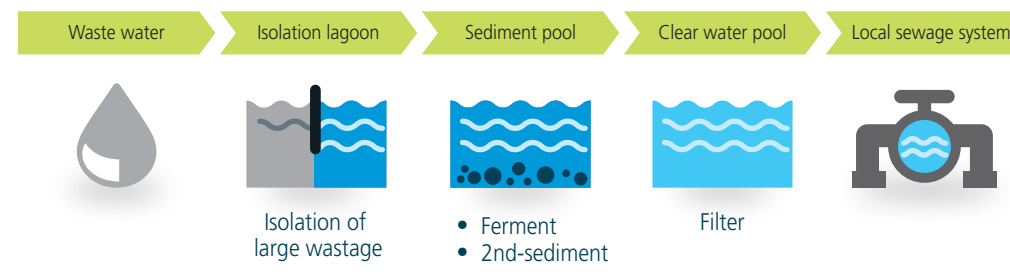 Waste water
Isolation lagoon
Sediment pool
Clear water pool
Local sewage system
Isolation of
large wastage
• Ferment
• 2nd-sediment
Filter